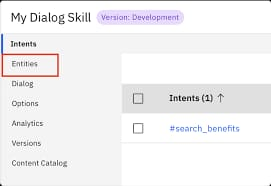 My Dialog Skill Version: Development
Intents
Entities
Dialog
Options
Analytics
Versions
Content Catalog
Intents (1) ↑
#search_benefits